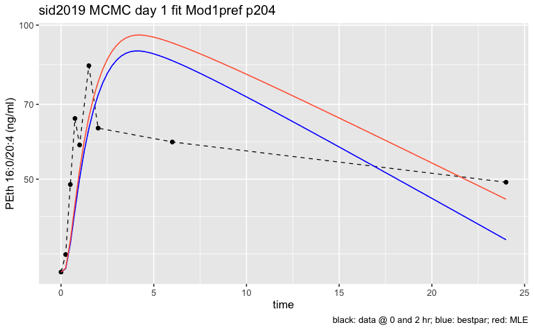 sid2019 MCMC day 1 fit Mod1pref p204
PEth 16:0/20:4 (ng/ml)
100
70
50
0
5
10
15
20
25
time
black: data @ 0 and 2 hr; blue: bestpar; red: MLE